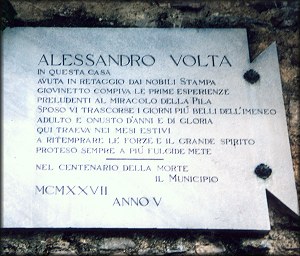 ALESSANDRO VOLTA
IN QUESTA CASA
AVUTA IN RETAGGIO DAI NOBILI STAMPA
GIOVINETTO COMPIVA LE PRIME ESPERIENZE
PRELUDENTI AL MIRACOLO DELLA PILA
SPOSO VI TRASCORSE I GIORNI PIÙ BELLI DELL'IMENEO
ADULTO E ONUSTO D'ANNI E DI GLORIA
QUI TRAEVA NEI MESI ESTIVI
A RITEMPRARE LE FORZE E IL GRANDE SPIRITO
PROTESO SEMPRE A PIÙ FULGIDE METE
NEL CENTENARIO DELLA MORTE
IL MUNICIPIO
MCMXXVII
ANNO V